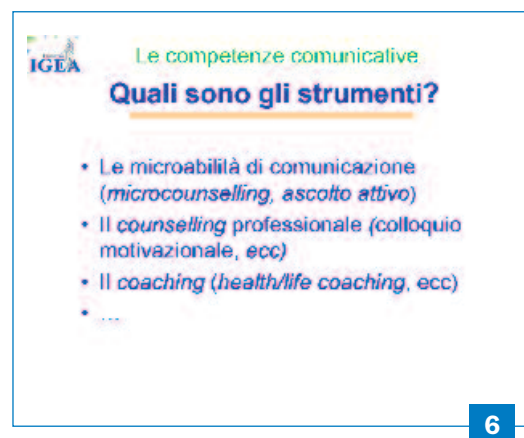 IGEA
Le competenze comunicative
Quali sono gli strumenti?
• Le microabilità di comunicazione
(microcounselling, ascolto attivo)
• Il counselling professionale (colloquio
motivazionale, ecc)
• Il coaching (health/life coaching, ecc)
• ...
6